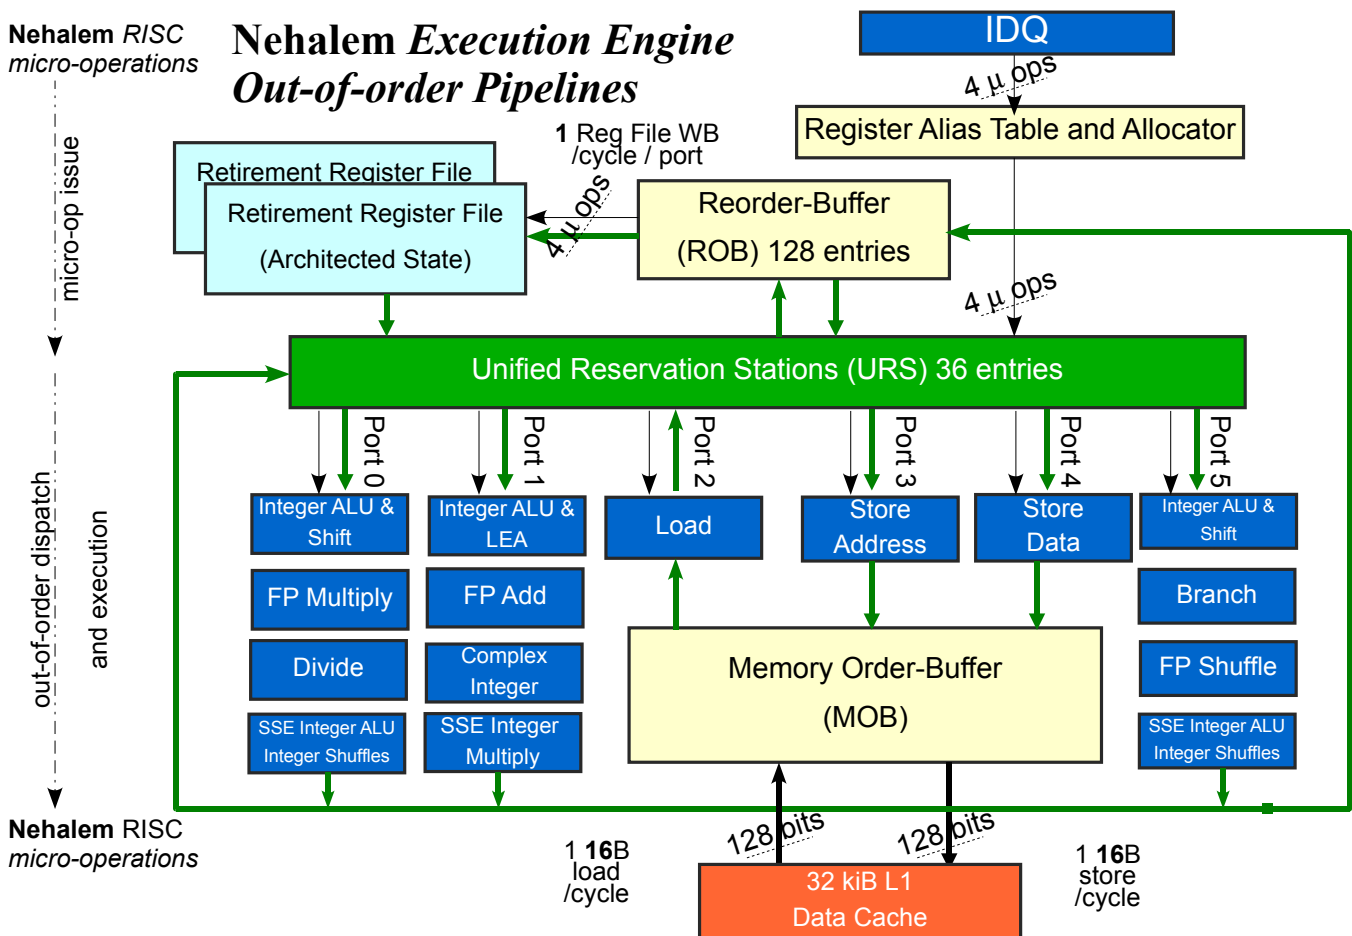 Nehalem RISC
micro-operations
Nehalem Execution Engine
Out-of-order Pipelines
IDQ
4 μ ops
Register Alias Table and Allocator
1 Reg File WB
/cycle / port
Retirement Register File
Retirement Register File
(Architected State)
4 μ ops
Reorder-Buffer
(ROB) 128 entries
micro-op issue
4 μ ops
Unified Reservation Stations (URS) 36 entries
Port 0
Port 1
Port 2
Port 3
Port 4
Port 5
out-of-order dispatch
and execution
Integer ALU &
Shift
FP Multiply
Divide
SSE Integer ALU
Integer Shuffles
Integer ALU &
LEA
FP Add
Complex
Integer
SSE Integer
Multiply
Load
Store
Address
Store
Data
Integer ALU &
Shift
Branch
FP Shuffle
SSE Integer ALU
Integer Shuffles
Memory Order-Buffer
(MOB)
Nehalem RISC
micro-operations
128 bits
128 bits
1 16B
load
/cycle
1 16B
store
/cycle
32 kiB L1
Data Cache